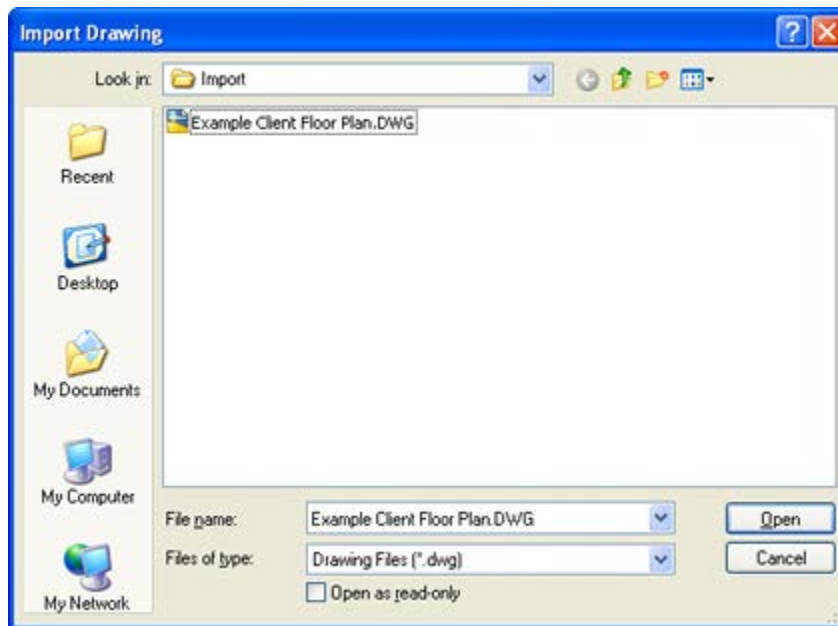 Import Drawing
Look in: Import
Example Client Floor Plan.DWG
Recent
Desktop
My Documents
My Computer
My Network
File name: Example Client Floor Plan.DWG Open
Files of type: Drawing Files (*.dwg) Cancel
Open as read-only